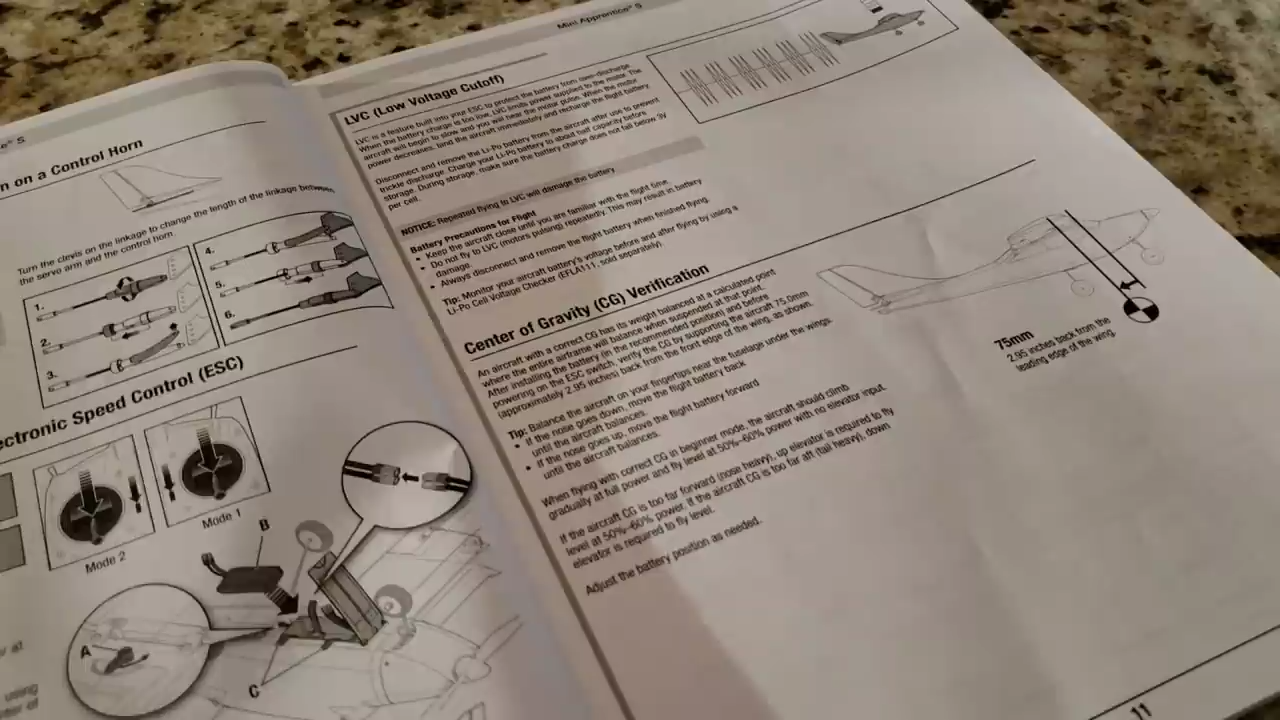 e® S
n on a Control Horn
Turn the clevis on the linkage to change the length of the linkage between
the servo arm and the control horn.
1.
2.
3.
4.
5.
6.
ectronic Speed Control (ESC)
Mode 2
Mode 1
A
B
C
using
Mini Apprentice® S
LVC (Low Voltage Cutoff)
LVC is a feature built into your ESC to protect the battery from over-discharge.
When the battery charge is too low, LVC limits power supplied to the motor. The
aircraft will begin to slow and you will hear the motor pulse. When the motor
power decreases, land the aircraft immediately and recharge the flight battery.
Disconnect and remove the Li-Po battery from the aircraft after use to prevent
trickle discharge. Charge your Li-Po battery to about half capacity before
storage. During storage, make sure the battery charge does not fall below 3V
per cell.
NOTICE: Repeated flying to LVC will damage the battery
Battery Precautions for Flight
• Keep the aircraft close until you are familiar with the flight time.
• Do not fly to LVC (motors pulsing) repeatedly. This may result in battery
damage.
• Always disconnect and remove the flight battery when finished flying.
Tip: Monitor your aircraft battery's voltage before and after flying by using a
Li-Po Cell Voltage Checker (EFLA111, sold separately).
Center of Gravity (CG) Verification
An aircraft with a correct CG has its weight balanced at a calculated point
where the entire airframe will balance when suspended at that point.
After installing the battery (in the recommended position) and before
powering on the ESC switch, verify the CG by supporting the aircraft 75.0mm
(approximately 2.95 inches) back from the front edge of the wing, as shown.
Tip: Balance the aircraft on your fingertips near the fuselage under the wings.
• If the nose goes down, move the flight battery back
until the aircraft balances.
• If the nose goes up, move the flight battery forward
until the aircraft balances.
When flying with correct CG in beginner mode, the aircraft should climb
gradually at full power and fly level at 50%–60% power with no elevator input.
If the aircraft CG is too far forward (nose heavy), up elevator is required to fly
level at 50%–60% power. If the aircraft CG is too far aft (tail heavy), down
elevator is required to fly level.
Adjust the battery position as needed.
75mm
2.95 inches back from the
leading edge of the wing.
11